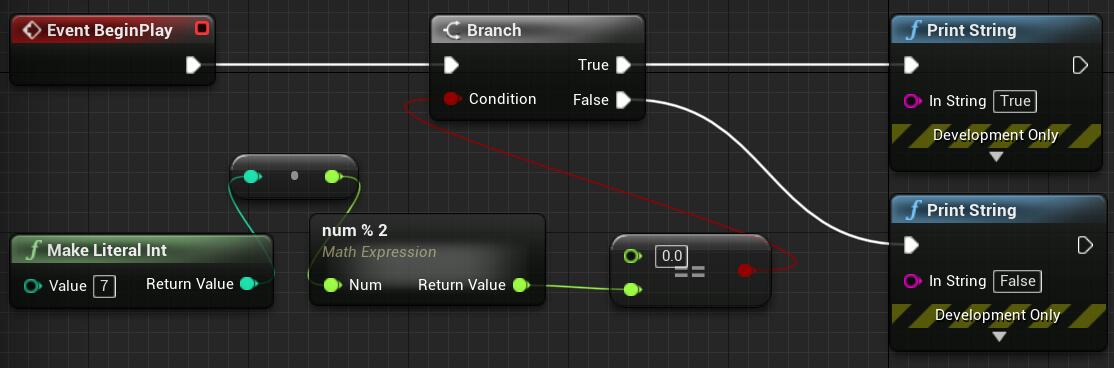 Event BeginPlay
Branch
True
Condition
False
f Print String
In String True
Development Only
f Make Literal Int
Value 7
Return Value
num % 2
Math Expression
Num
Return Value
0.0
==
f Print String
In String False
Development Only